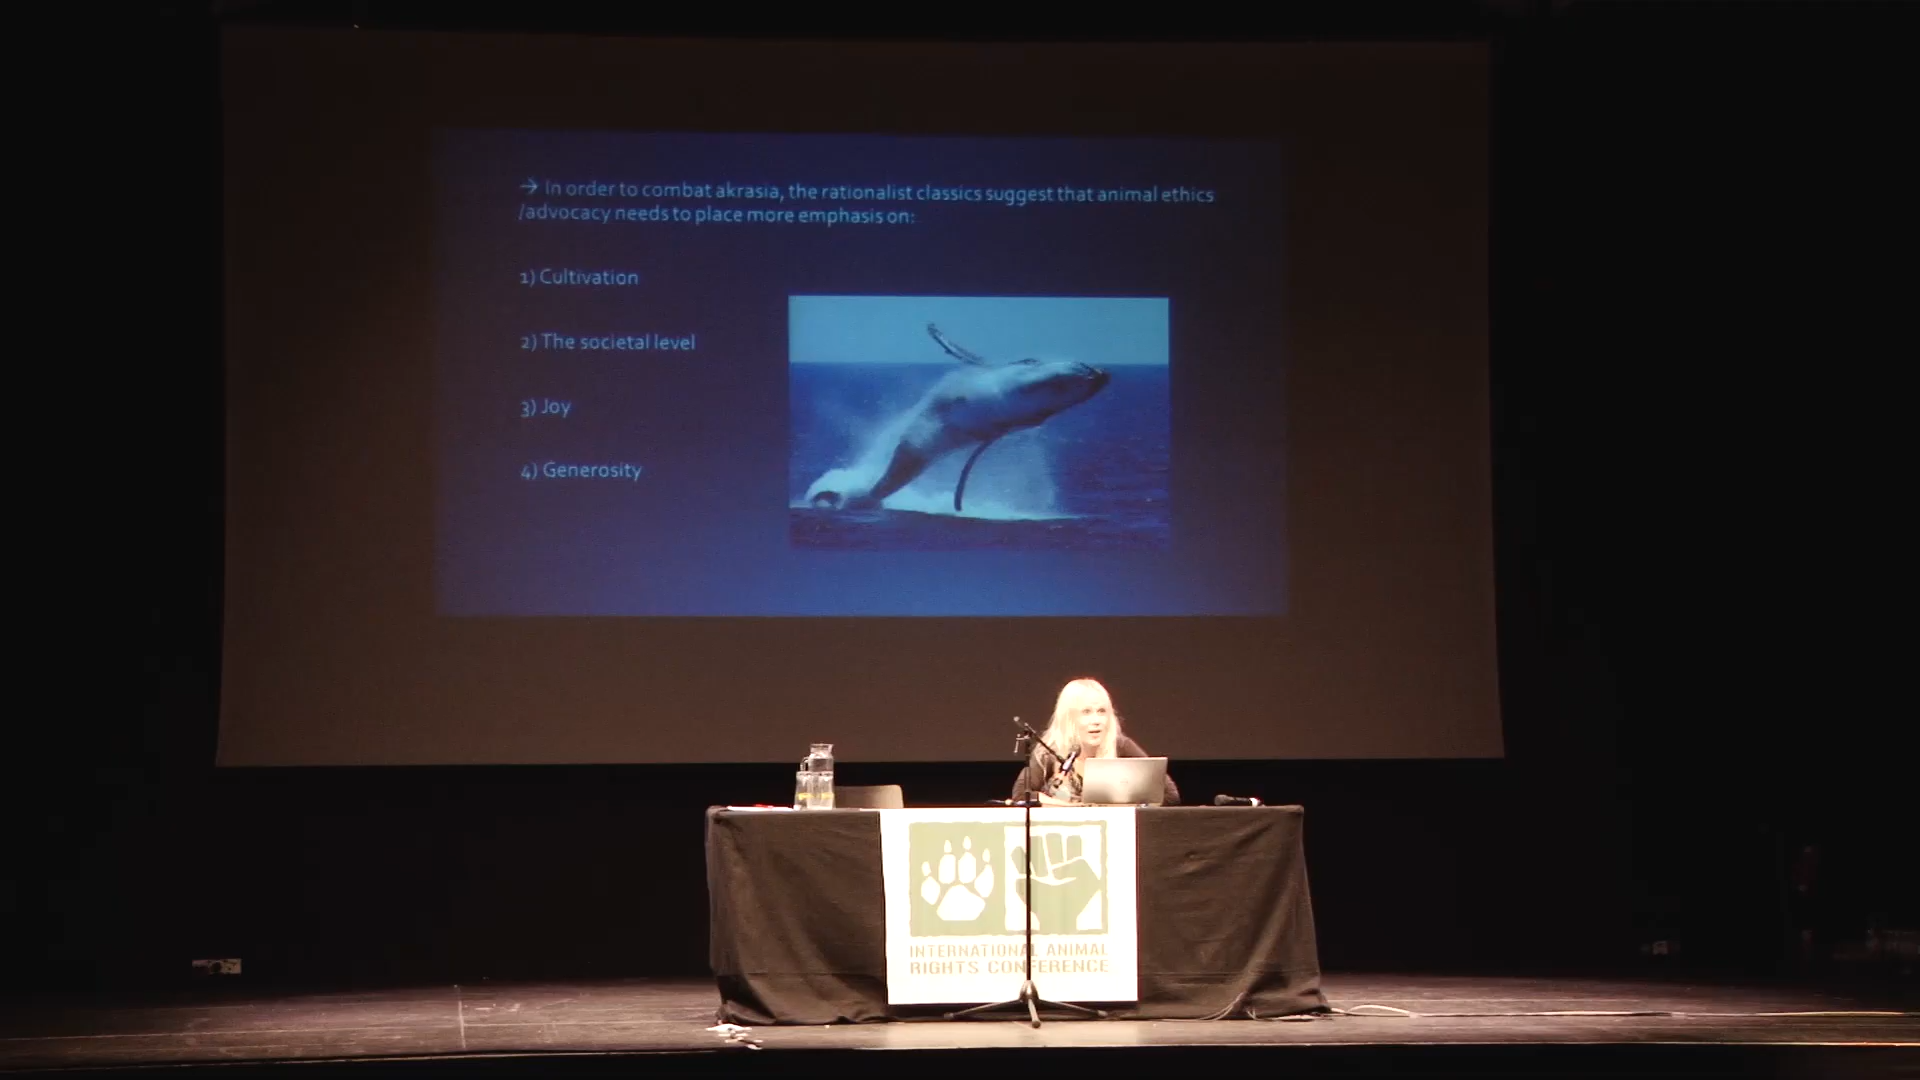 → In order to combat akrasia, the rationalist classics suggest that animal ethics
/advocacy needs to place more emphasis on:
1) Cultivation
2) The societal level
3) Joy
4) Generosity
INTERNATIONAL ANIMAL
RIGHTS CONFERENCE